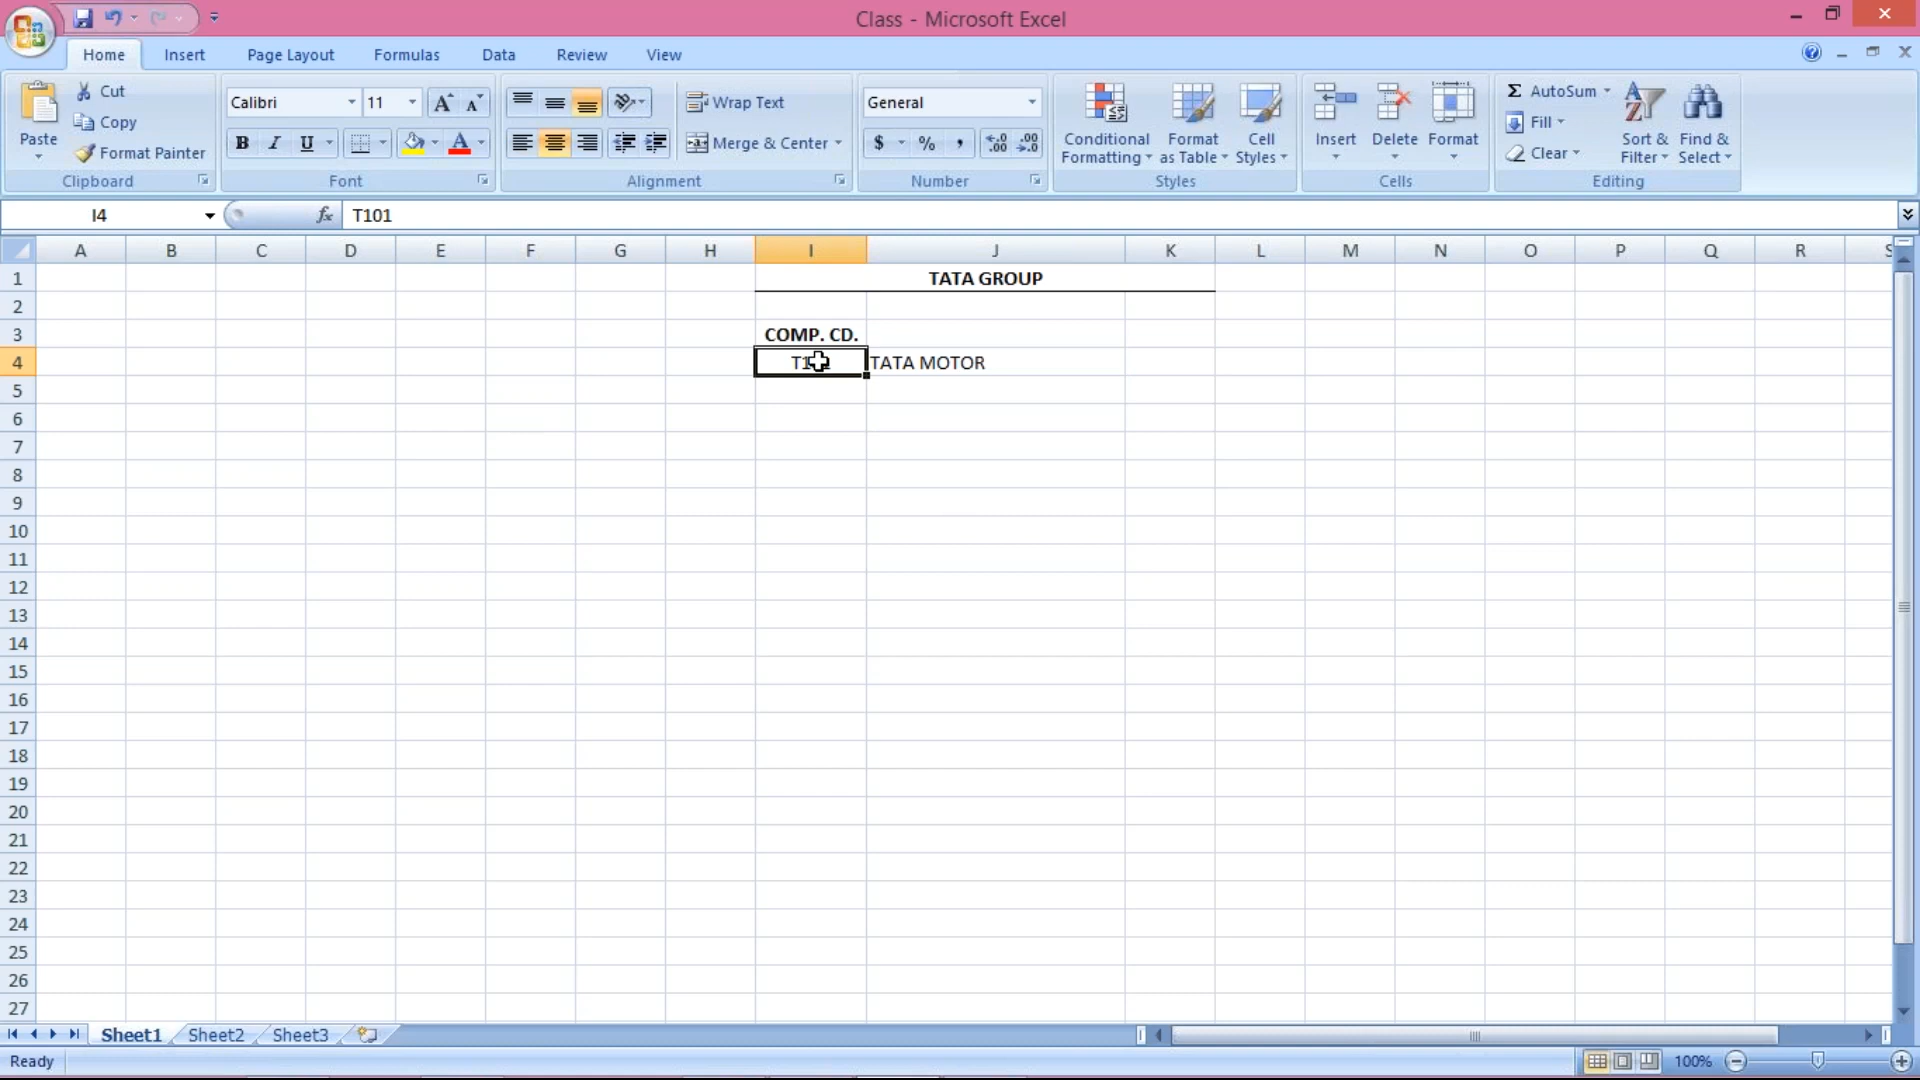 Class - Microsoft Excel
Home Insert Page Layout Formulas Data Review View
Paste
Cut
Copy
Format Painter
Clipboard
Calibri 11
B I U
Font
Wrap Text
Merge & Center
Alignment
General
$ % ,
Number
Conditional Formatting
Format as Table
Cell Styles
Styles
Insert
Delete
Format
Cells
AutoSum
Fill
Clear
Sort & Filter
Find & Select
Editing
I4 fx T101
A B C D E F G H I J K L M N O P Q R S
1 TATA GROUP
2
3 COMP. CD.
4 TATA MOTOR
5
6
7
8
9
10
11
12
13
14
15
16
17
18
19
20
21
22
23
24
25
26
27
Sheet1 Sheet2 Sheet3
Ready 100%